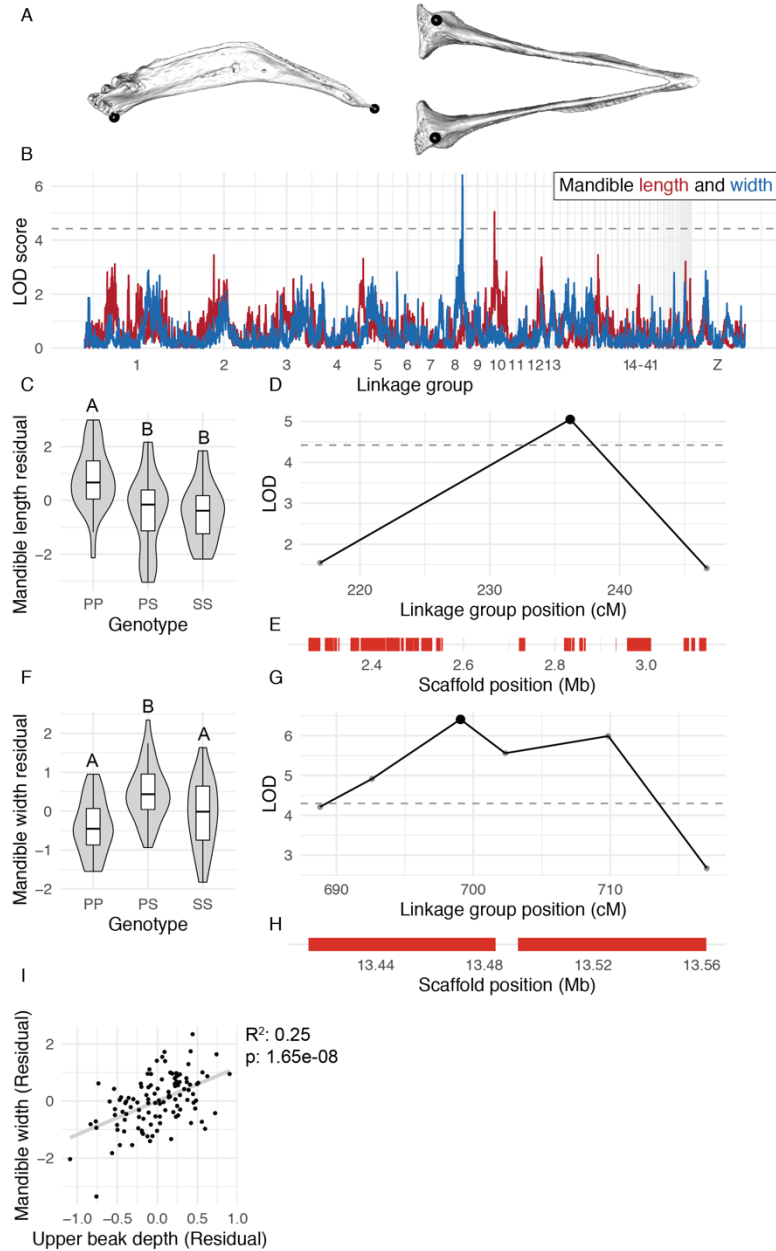 A
B
Mandible length and width
LOD score
6
4
2
0
1 2 3 4 5 6 7 8 9 10 11 12 13 14-41 Z
Linkage group
C
Mandible length residual
2
0
−2
A B B
PP PS SS
Genotype
D
LOD
5
4
3
2
220 230 240
Linkage group position (cM)
E
2.4 2.6 2.8 3.0
Scaffold position (Mb)
F
Mandible width residual
2
1
0
−1
−2
A B A
PP PS SS
Genotype
G
LOD
6
5
4
3
690 700 710
Linkage group position (cM)
H
13.44 13.48 13.52 13.56
Scaffold position (Mb)
I
Mandible width (Residual)
2
0
−2
−1.0 −0.5 0.0 0.5 1.0
Upper beak depth (Residual)
R²: 0.25
p: 1.65e-08